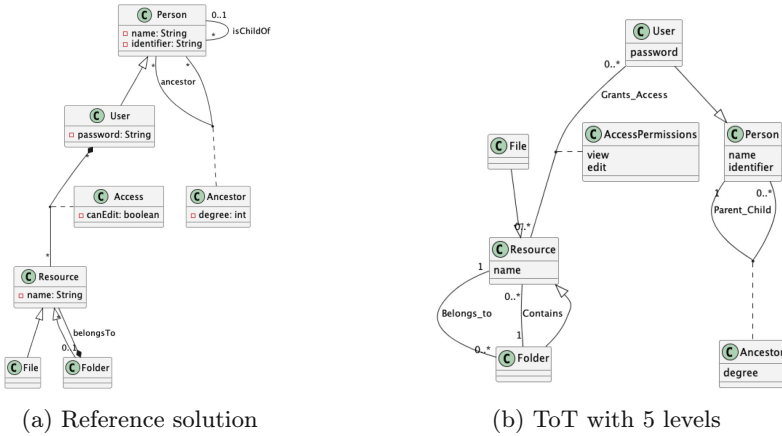 C Person
name: String
identifier: String
0..1
*
isChildOf
*
*
ancestor
C User
password: String
*
C Access
canEdit: boolean
C Ancestor
degree: int
*
C Resource
name: String
*
belongsTo
0..1
C File
C Folder
(a) Reference solution
C User
password
0..*
Grants_Access
C AccessPermissions
view
edit
C Person
name
identifier
C File
1
0..*
Parent_Child
0..*
C Resource
name
1
0..*
Belongs_to
Contains
1
0..*
C Folder
C Ancestor
degree
(b) ToT with 5 levels